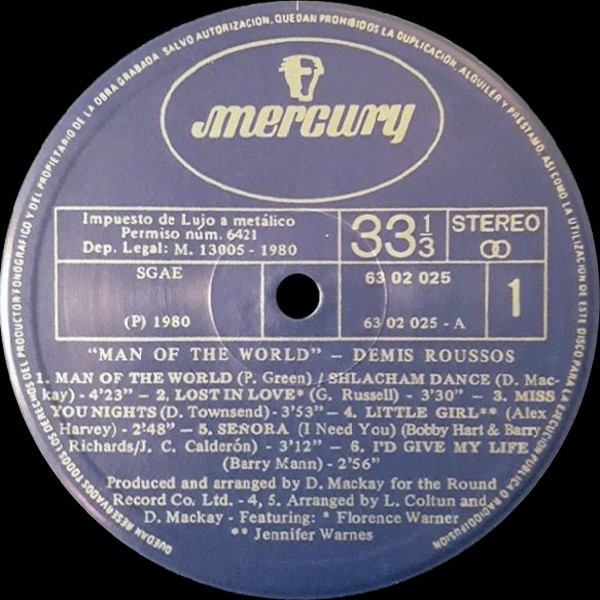 QUEDAN RESERVADOS TODOS LOS DERECHOS DEL PRODUCTOR FONOGRAFICO Y DEL PROPIETARIO DE LA OBRA GRABADA. SALVO AUTORIZACION, QUEDAN PROHIBIDOS LA DUPLICACION, ALQUILER Y PRESTAMO, ASI COMO LA UTILIZACION DE ESTE DISCO PARA LA EJECUCION PUBLICA O RADIODIFUSION
mercury
Impuesto de Lujo a metálico
Permiso núm. 6421
Dep. Legal: M. 13005 - 1980
33 1/3
STEREO
SGAE
(P) 1980
63 02 025
63 02 025 - A
1
“MAN OF THE WORLD” – DEMIS ROUSSOS
1. MAN OF THE WORLD (P. Green) / SHLACHAM DANCE (D. Mac-
kay) - 4'23” – 2. LOST IN LOVE* (G. Russell) - 3'30” – 3. MISS
YOU NIGHTS (D. Townsend) - 3'53” – 4. LITTLE GIRL** (Alex
Harvey) - 2'48” – 5. SEÑORA (I Need You) (Bobby Hart & Barry
Richards/J. C. Calderón) - 3'12” – 6. I'D GIVE MY LIFE
(Barry Mann) - 2'56”
Produced and arranged by D. Mackay for the Round
Record Co. Ltd. - 4, 5. Arranged by L. Coltun and
D. Mackay - Featuring: * Florence Warner
** Jennifer Warnes